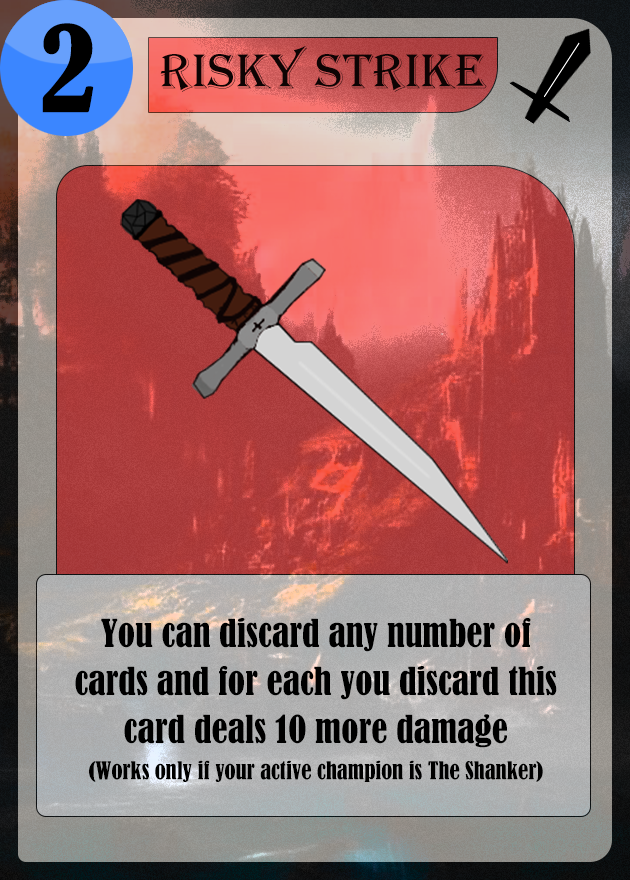 2
RISKY STRIKE
You can discard any number of
cards and for each you discard this
card deals 10 more damage
(Works only if your active champion is The Shanker)